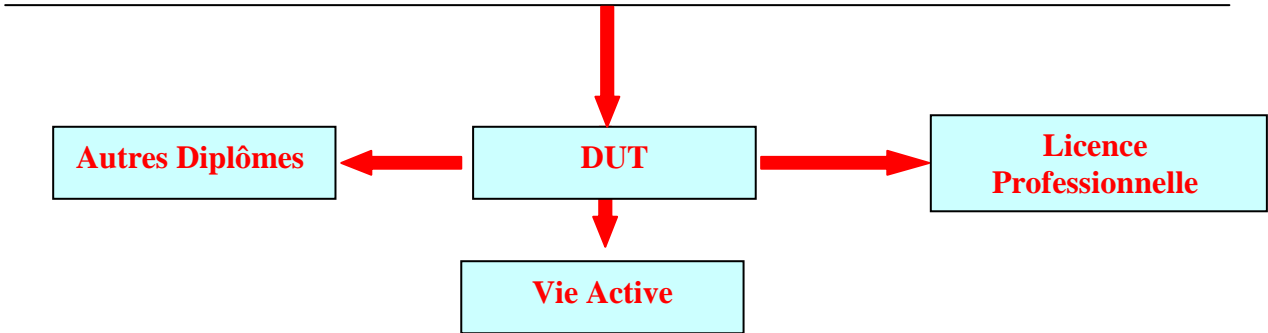 Autres Diplômes
DUT
Licence
Professionnelle
Vie Active